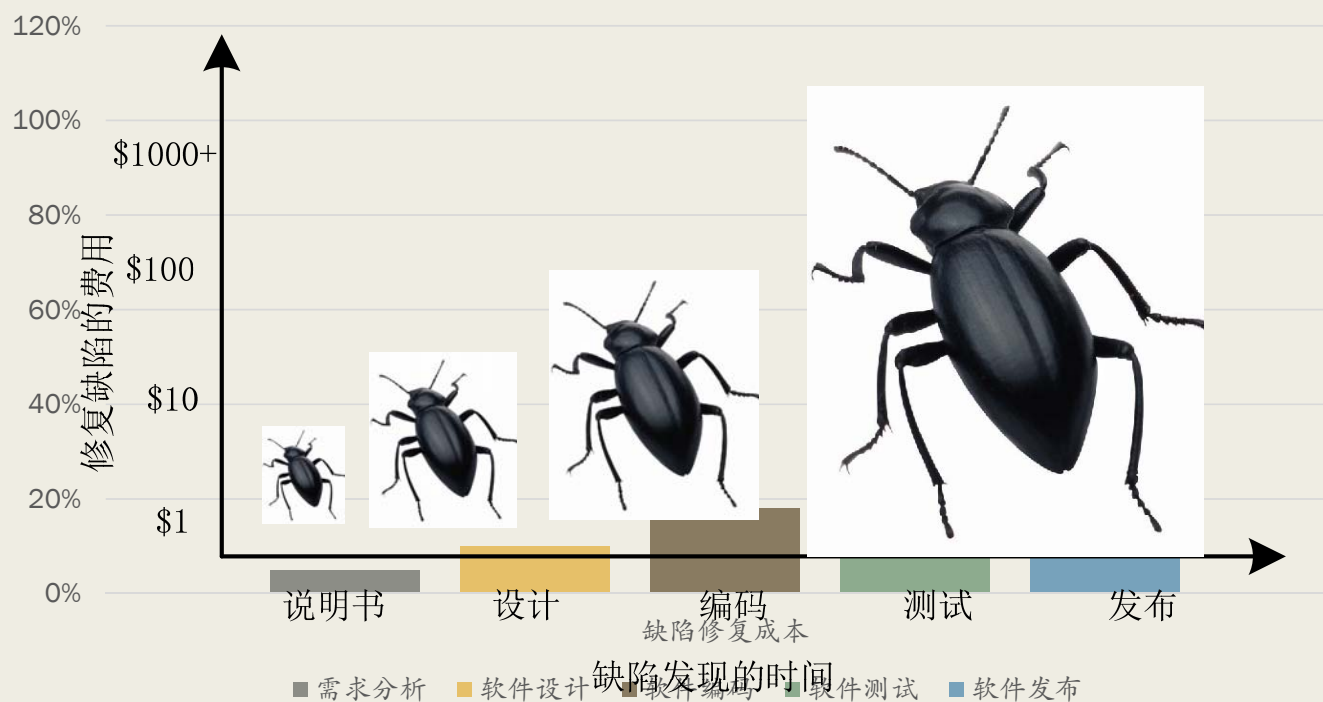 120%
100%
$1000+
80%
$100
60%
修复缺陷的费用
40%
$10
20%
$1
0%
说明书 设计 编码 测试 发布
缺陷修复成本
缺陷发现的时间
需求分析 软件设计 软件编码 软件测试 软件发布